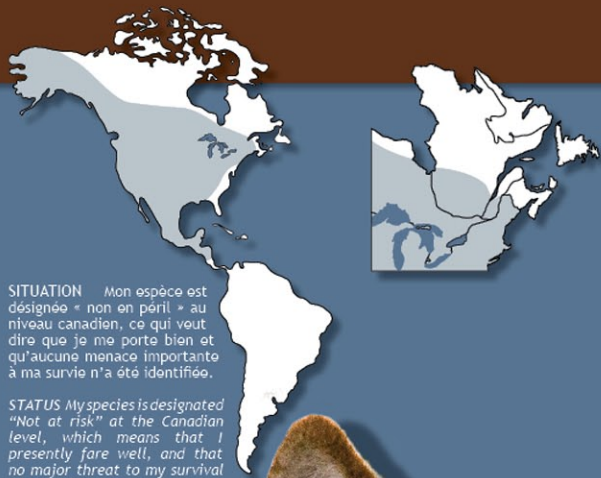 SITUATION Mon espèce est
désignée « non en péril » au
niveau canadien, ce qui veut
dire que je me porte bien et
qu'aucune menace importante
à ma survie n'a été identifiée.
STATUS My species is designated
"Not at risk" at the Canadian
level, which means that I
presently fare well, and that
no major threat to my survival